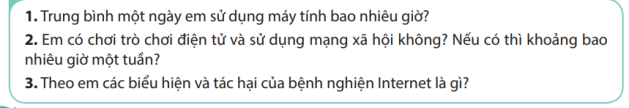 1. Trung bình một ngày em sử dụng máy tính bao nhiêu giờ?
2. Em có chơi trò chơi điện tử và sử dụng mạng xã hội không? Nếu có thì khoảng bao
nhiêu giờ một tuần?
3. Theo em các biểu hiện và tác hại của bệnh nghiện Internet là gì?